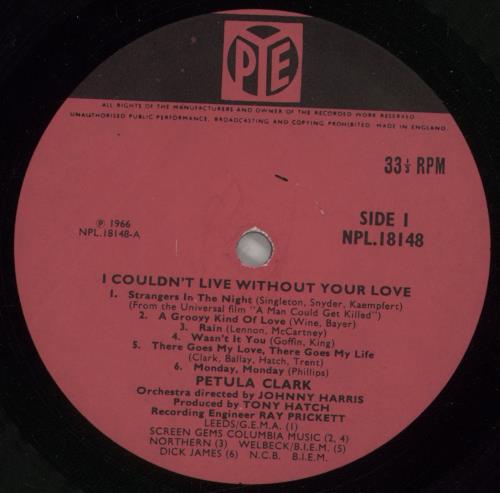 PYE
ALL RIGHTS OF THE MANUFACTURERS AND OWNER OF THE RECORDED WORK RESERVED
UNAUTHORISED PUBLIC PERFORMANCE, BROADCASTING AND COPYING PROHIBITED. MADE IN ENGLAND.
33⅓ RPM
℗ 1966
NPL.18148-A
SIDE 1
NPL.18148
I COULDN'T LIVE WITHOUT YOUR LOVE
1. Strangers In The Night (Singleton, Snyder, Kaempfert)
(From the Universal film "A Man Could Get Killed")
2. A Groovy Kind Of Love (Wine, Bayer)
3. Rain (Lennon, McCartney)
4. Wasn't It You (Goffin, King)
5. There Goes My Love, There Goes My Life
(Clark, Ballay, Hatch, Trent)
6. Monday, Monday (Phillips)
PETULA CLARK
Orchestra directed by JOHNNY HARRIS
Produced by TONY HATCH
Recording Engineer RAY PRICKETT
LEEDS/G.E.M.A. (1)
SCREEN GEMS COLUMBIA MUSIC (2, 4)
NORTHERN (3) WELBECK/B.I.E.M. (5)
DICK JAMES (6) N.C.B. B.I.E.M.